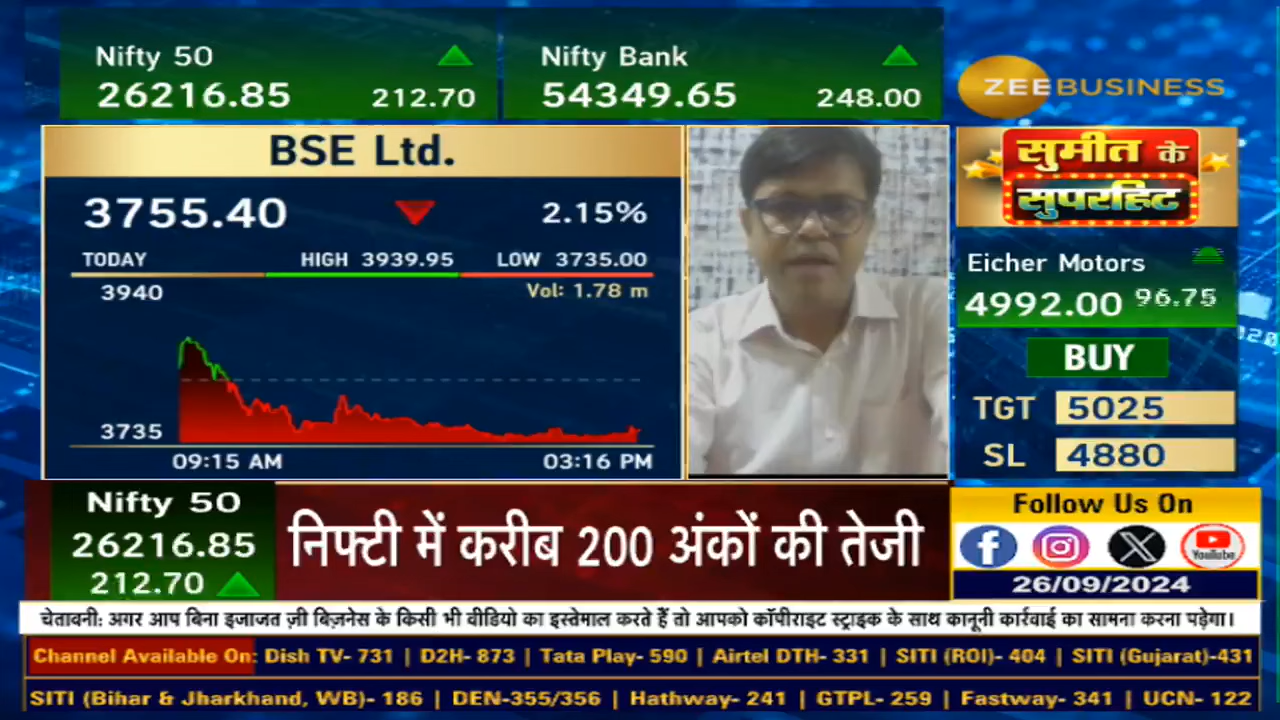 Nifty 50
26216.85 212.70
Nifty Bank
54349.65 248.00
ZEEBUSINESS
BSE Ltd.
3755.40 2.15%
TODAY HIGH 3939.95 LOW 3735.00
3940 Vol: 1.78 m
3735
09:15 AM 03:16 PM
सुमीत के
सुपरहिट
Eicher Motors
4992.00 96.75
BUY
TGT 5025
SL 4880
Nifty 50
26216.85
212.70
निफ्टी में करीब 200 अंकों की तेजी
Follow Us On
YouTube
26/09/2024
चेतावनी: अगर आप बिना इजाजत ज़ी बिज़नेस के किसी भी वीडियो का इस्तेमाल करते हैं तो आपको कॉपीराइट स्ट्राइक के साथ कानूनी कार्रवाई का सामना करना पड़ेगा।
Channel Available On: Dish TV- 731 | D2H- 873 | Tata Play- 590 | Airtel DTH- 331 | SITI (ROI)- 404 | SITI (Gujarat)-431
SITI (Bihar & Jharkhand, WB)- 186 | DEN-355/356 | Hathway- 241 | GTPL- 259 | Fastway- 341 | UCN- 122